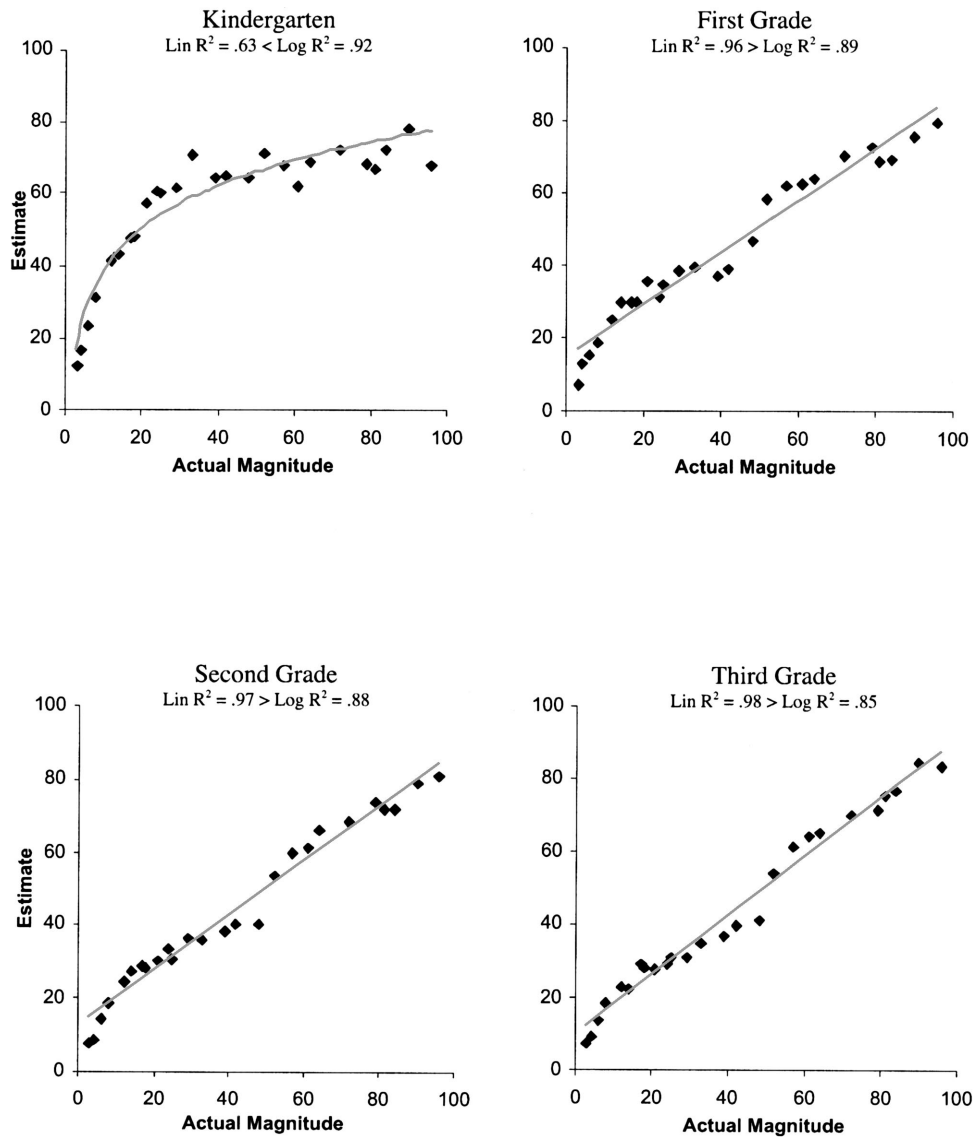 Kindergarten
Lin R² = .63 < Log R² = .92
100
80
60
40
20
0
Estimate
0 20 40 60 80 100
Actual Magnitude
First Grade
Lin R² = .96 > Log R² = .89
100
80
60
40
20
0
0 20 40 60 80 100
Actual Magnitude
Second Grade
Lin R² = .97 > Log R² = .88
100
80
60
40
20
0
Estimate
0 20 40 60 80 100
Actual Magnitude
Third Grade
Lin R² = .98 > Log R² = .85
100
80
60
40
20
0
0 20 40 60 80 100
Actual Magnitude